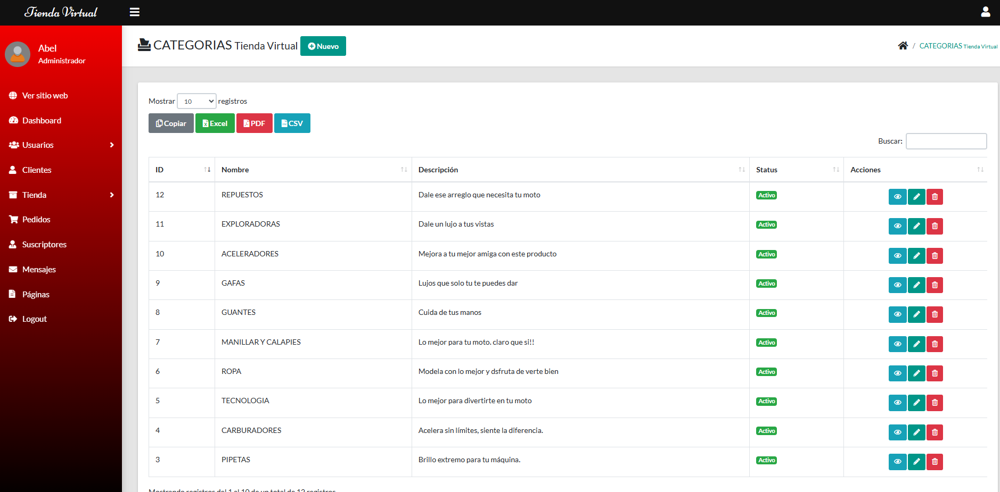 Tienda Virtual
Abel
Administrador
Ver sitio web
Dashboard
Usuarios
Clientes
Tienda
Pedidos
Suscriptores
Mensajes
Páginas
Logout
CATEGORIAS Tienda Virtual Nuevo
/ CATEGORIAS Tienda Virtual
Mostrar 10 registros
Copiar Excel PDF CSV
Buscar:
ID Nombre Descripción Status Acciones
12 REPUESTOS Dale ese arreglo que necesita tu moto Activo
11 EXPLORADORAS Dale un lujo a tus vistas Activo
10 ACELERADORES Mejora a tu mejor amiga con este producto Activo
9 GAFAS Lujos que solo tu te puedes dar Activo
8 GUANTES Cuida de tus manos Activo
7 MANILLAR Y CALAPIES Lo mejor para tu moto. claro que si!! Activo
6 ROPA Modela con lo mejor y dsfruta de verte bien Activo
5 TECNOLOGIA Lo mejor para divertirte en tu moto Activo
4 CARBURADORES Acelera sin límites, siente la diferencia. Activo
3 PIPETAS Brillo extremo para tu máquina. Activo
Mostrando registros del 1 al 10 de un total de 12 registros